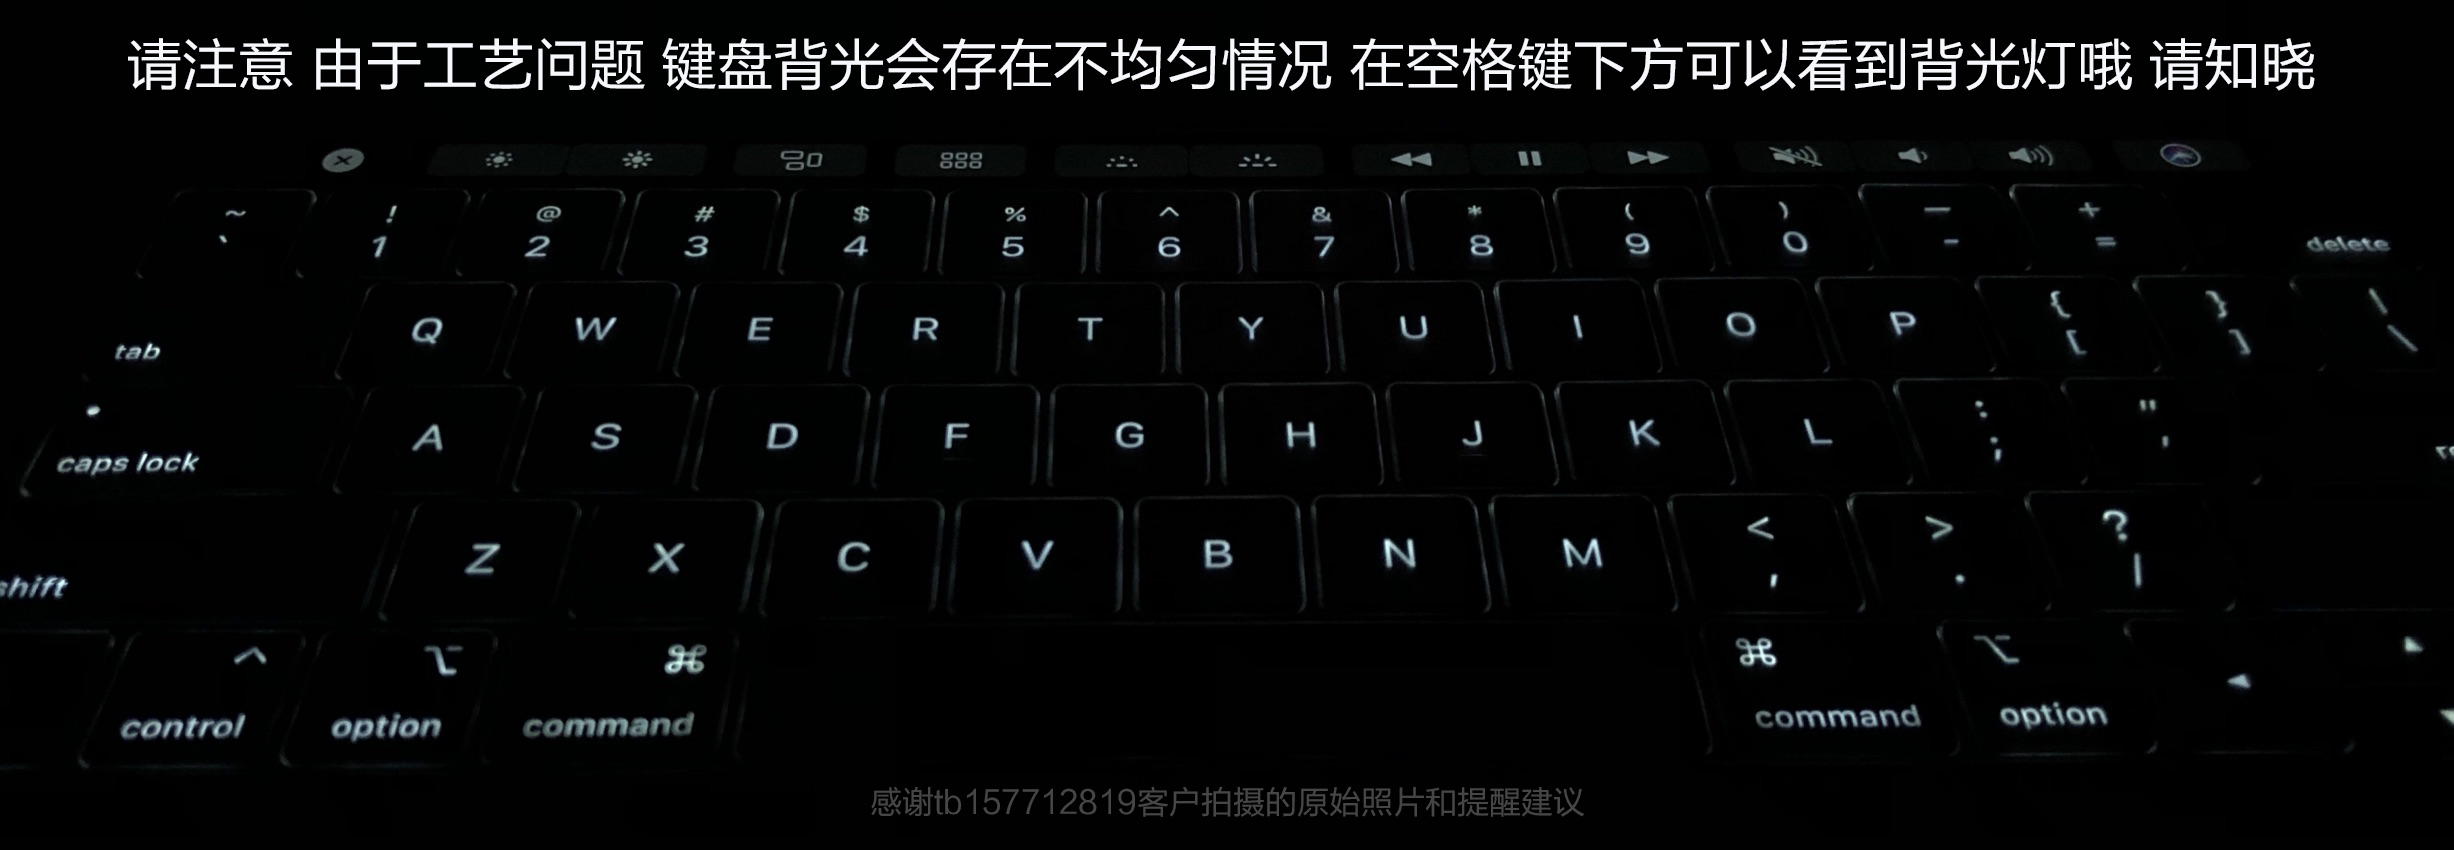 请注意 由于工艺问题 键盘背光会存在不均匀情况 在空格键下方可以看到背光灯哦 请知晓
~ ! @ # $ % ^ & * ( ) — +
` 1 2 3 4 5 6 7 8 9 0 - = delete
tab Q W E R T Y U I O P { [ } ] | \
caps lock A S D F G H J K L : ; " '
shift Z X C V B N M < , > . ? /
^ ⌥ ⌘ ⌘ ⌥
control option command command option
感谢tb157712819客户拍摄的原始照片和提醒建议